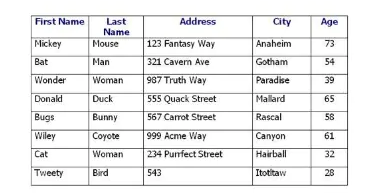 First Name Last Name Address City Age
Mickey Mouse 123 Fantasy Way Anaheim 73
Bat Man 321 Cavern Ave Gotham 54
Wonder Woman 987 Truth Way Paradise 39
Donald Duck 555 Quack Street Mallard 65
Bugs Bunny 567 Carrot Street Rascal 58
Wiley Coyote 999 Acme Way Canyon 61
Cat Woman 234 Purrfect Street Hairball 32
Tweety Bird 543 Itotltaw 28